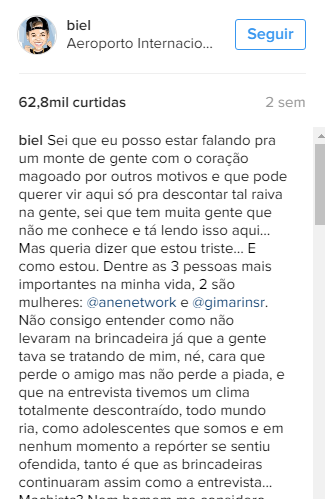 biel
Aeroporto Internacio...
Seguir
62,8mil curtidas
2 sem
biel Sei que eu posso estar falando pra
um monte de gente com o coração
magoado por outros motivos e que pode
querer vir aqui só pra descontar tal raiva
na gente, sei que tem muita gente que
não me conhece e tá lendo isso aqui...
Mas queria dizer que estou triste... E
como estou. Dentre as 3 pessoas mais
importantes na minha vida, 2 são
mulheres: @anenetwork e @gimarinsr.
Não consigo entender como não
levaram na brincadeira já que a gente
tava se tratando de mim, né, cara que
perde o amigo mas não perde a piada, e
que na entrevista tivemos um clima
totalmente descontraído, todo mundo
ria, como adolescentes que somos e em
nenhum momento a repórter se sentiu
ofendida, tanto é que as brincadeiras
continuaram assim como a entrevista...